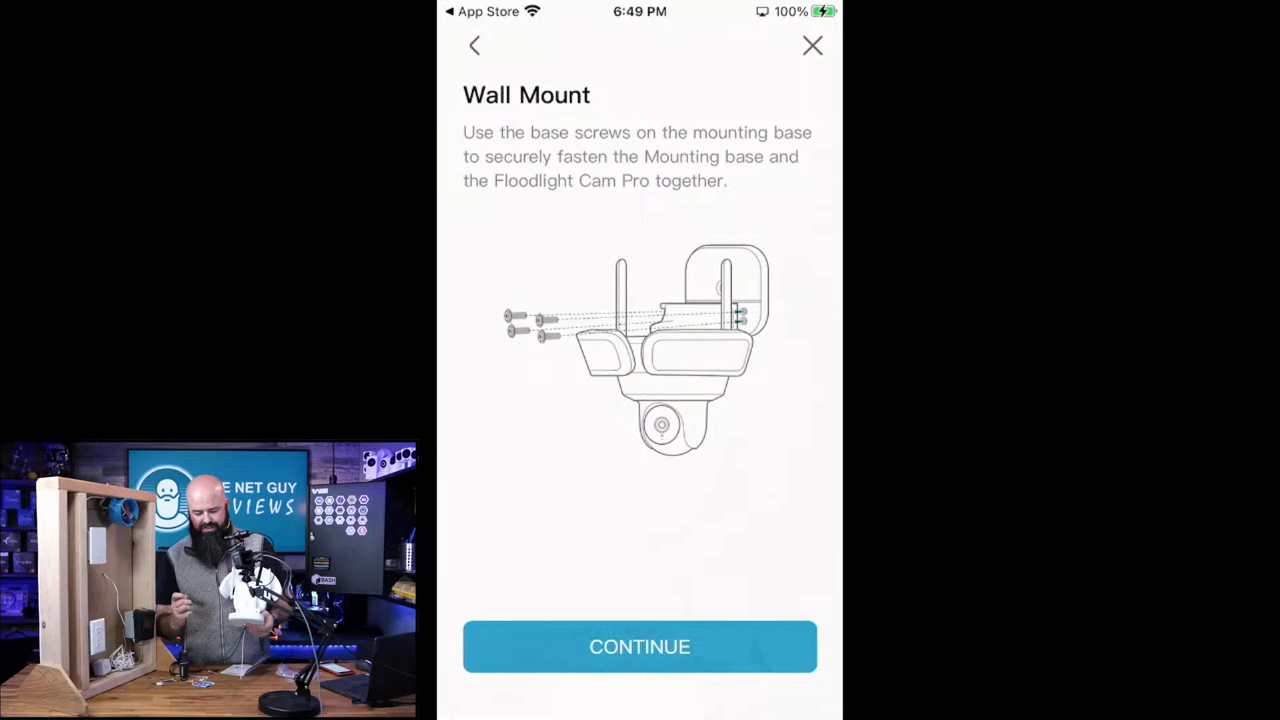 App Store
6:49 PM
100%
Wall Mount
Use the base screws on the mounting base
to securely fasten the Mounting base and
the Floodlight Cam Pro together.
CONTINUE
E NET GUY
VIEWS
BASH